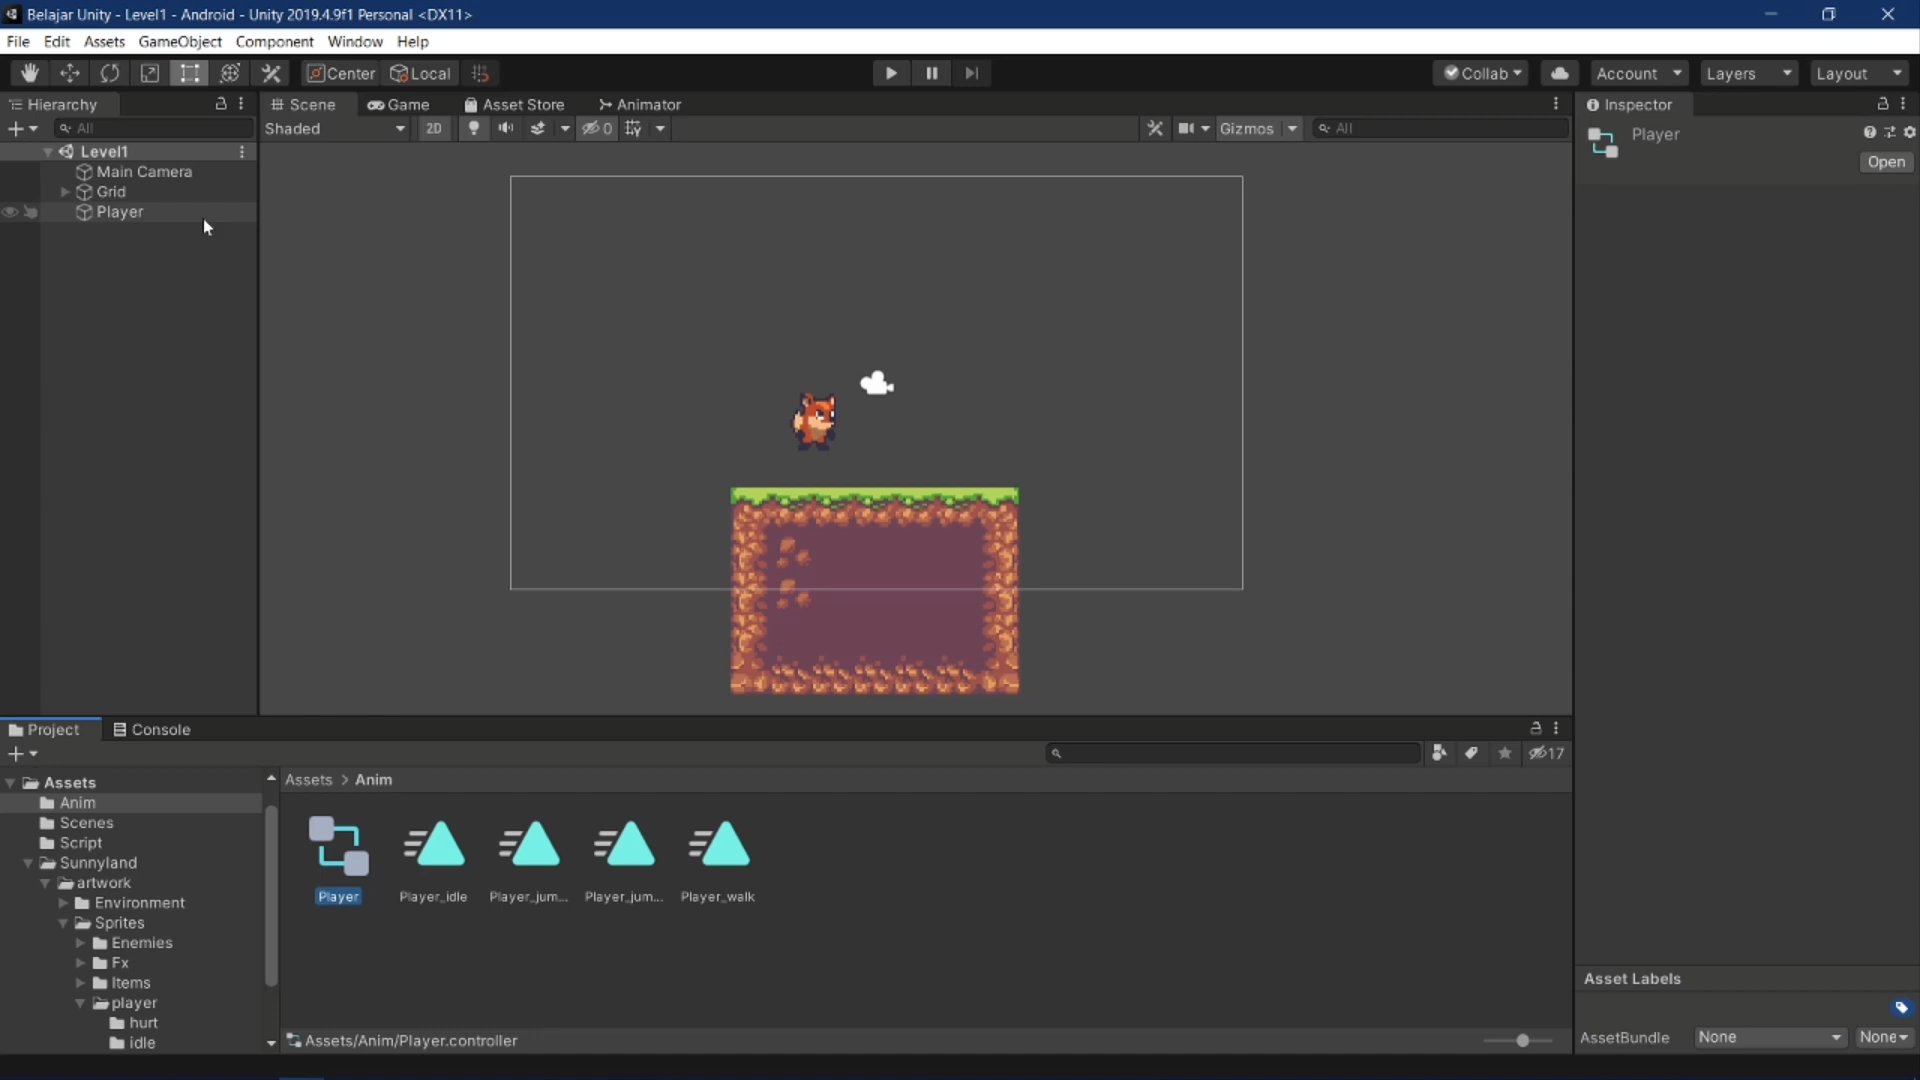 Belajar Unity - Level1 - Android - Unity 2019.4.9f1 Personal <DX11>
File Edit Assets GameObject Component Window Help
Center Local Collab Account Layers Layout
Hierarchy Scene Game Asset Store Animator Inspector
All Shaded 2D 0 Gizmos All Player
Open
Level1
Main Camera
Grid
Player
Project Console
17
Assets Assets > Anim
Anim
Scenes
Script
Sunnyland
artwork
Environment
Sprites
Enemies
Fx
Items
player
hurt
idle
Player Player_idle Player_jum... Player_jum... Player_walk
Assets/Anim/Player.controller
Asset Labels
AssetBundle None None